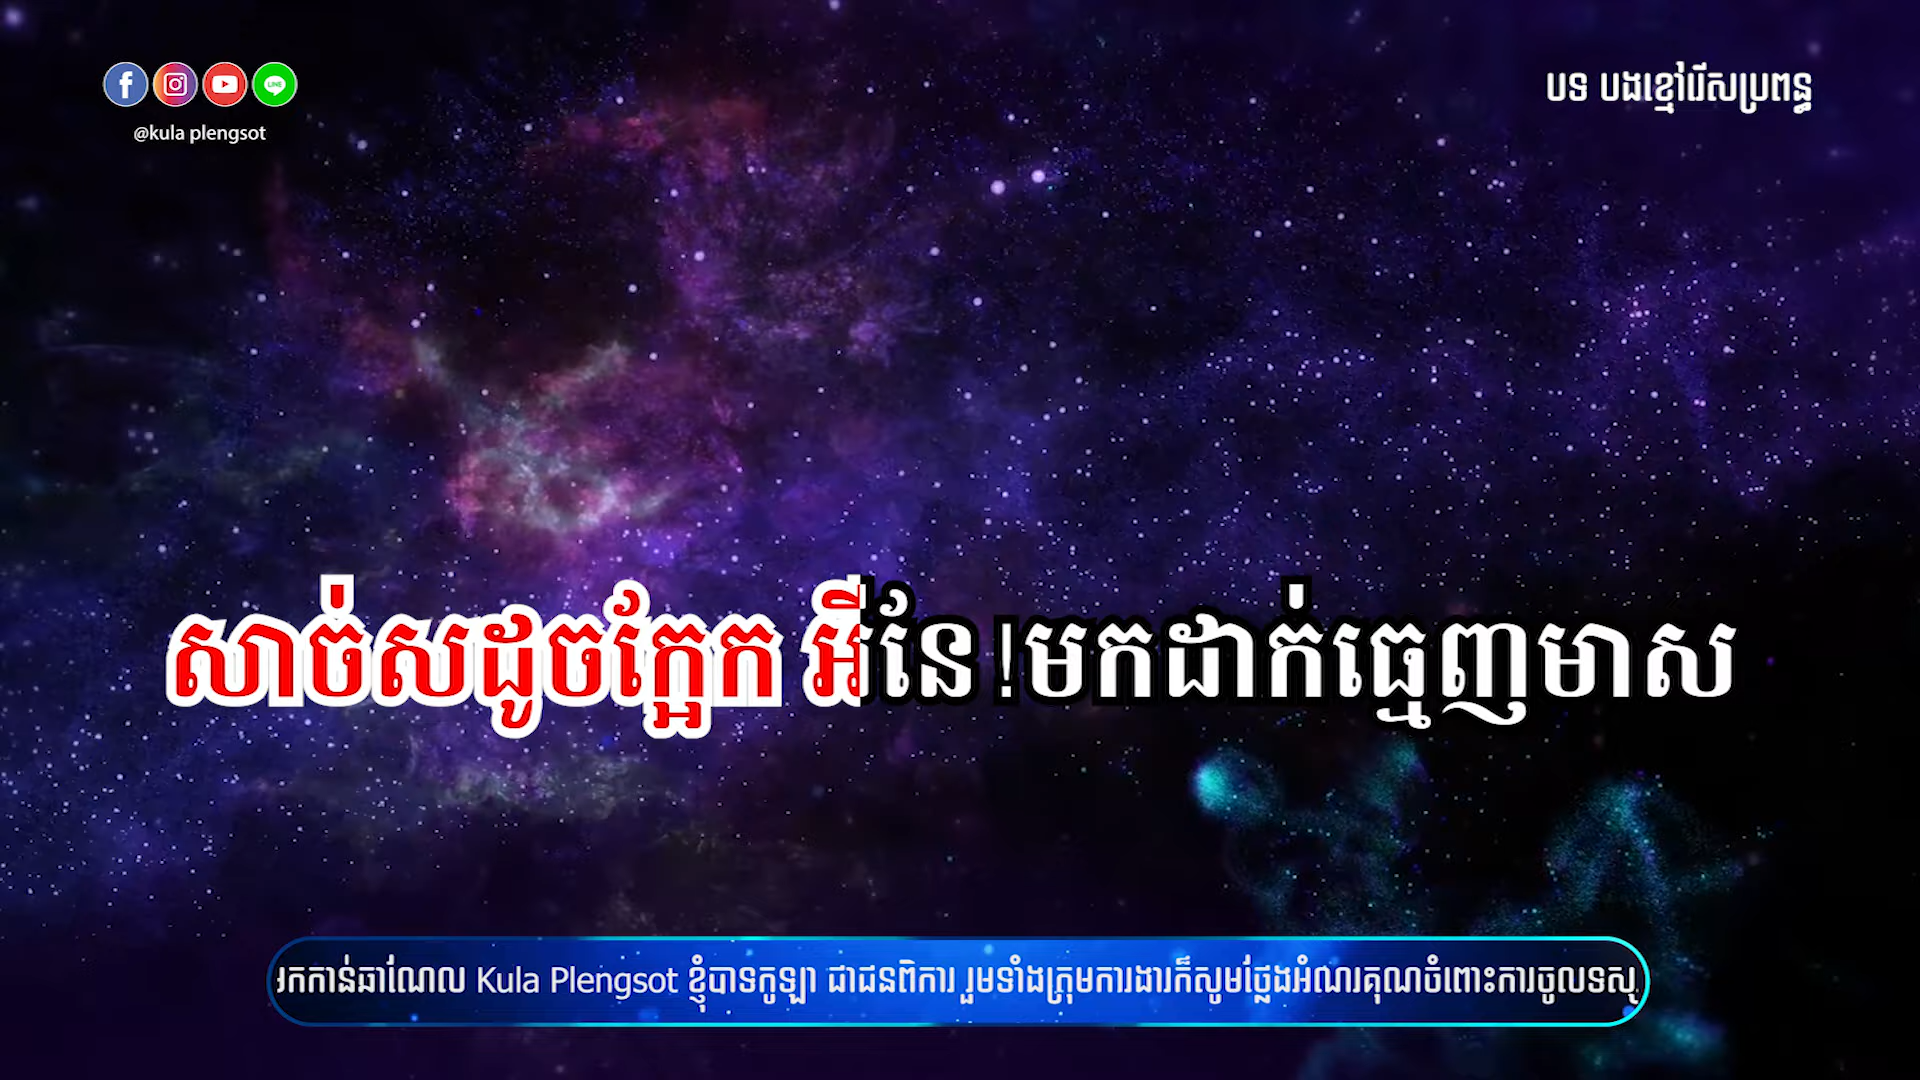 @kula plengsot
បទ បងខ្មៅរើសប្រពន្ធ
សាច់សដូចក្អែក អឺនែ ! មកដាក់ធ្មេញមាស
មកកាន់ឆាណែល Kula Plengsot ខ្ញុំបាទកូឡា ជាជនពិការ រួមទាំងក្រុមការងារក៏សូមថ្លែងអំណរគុណចំពោះការចូលទស្ស